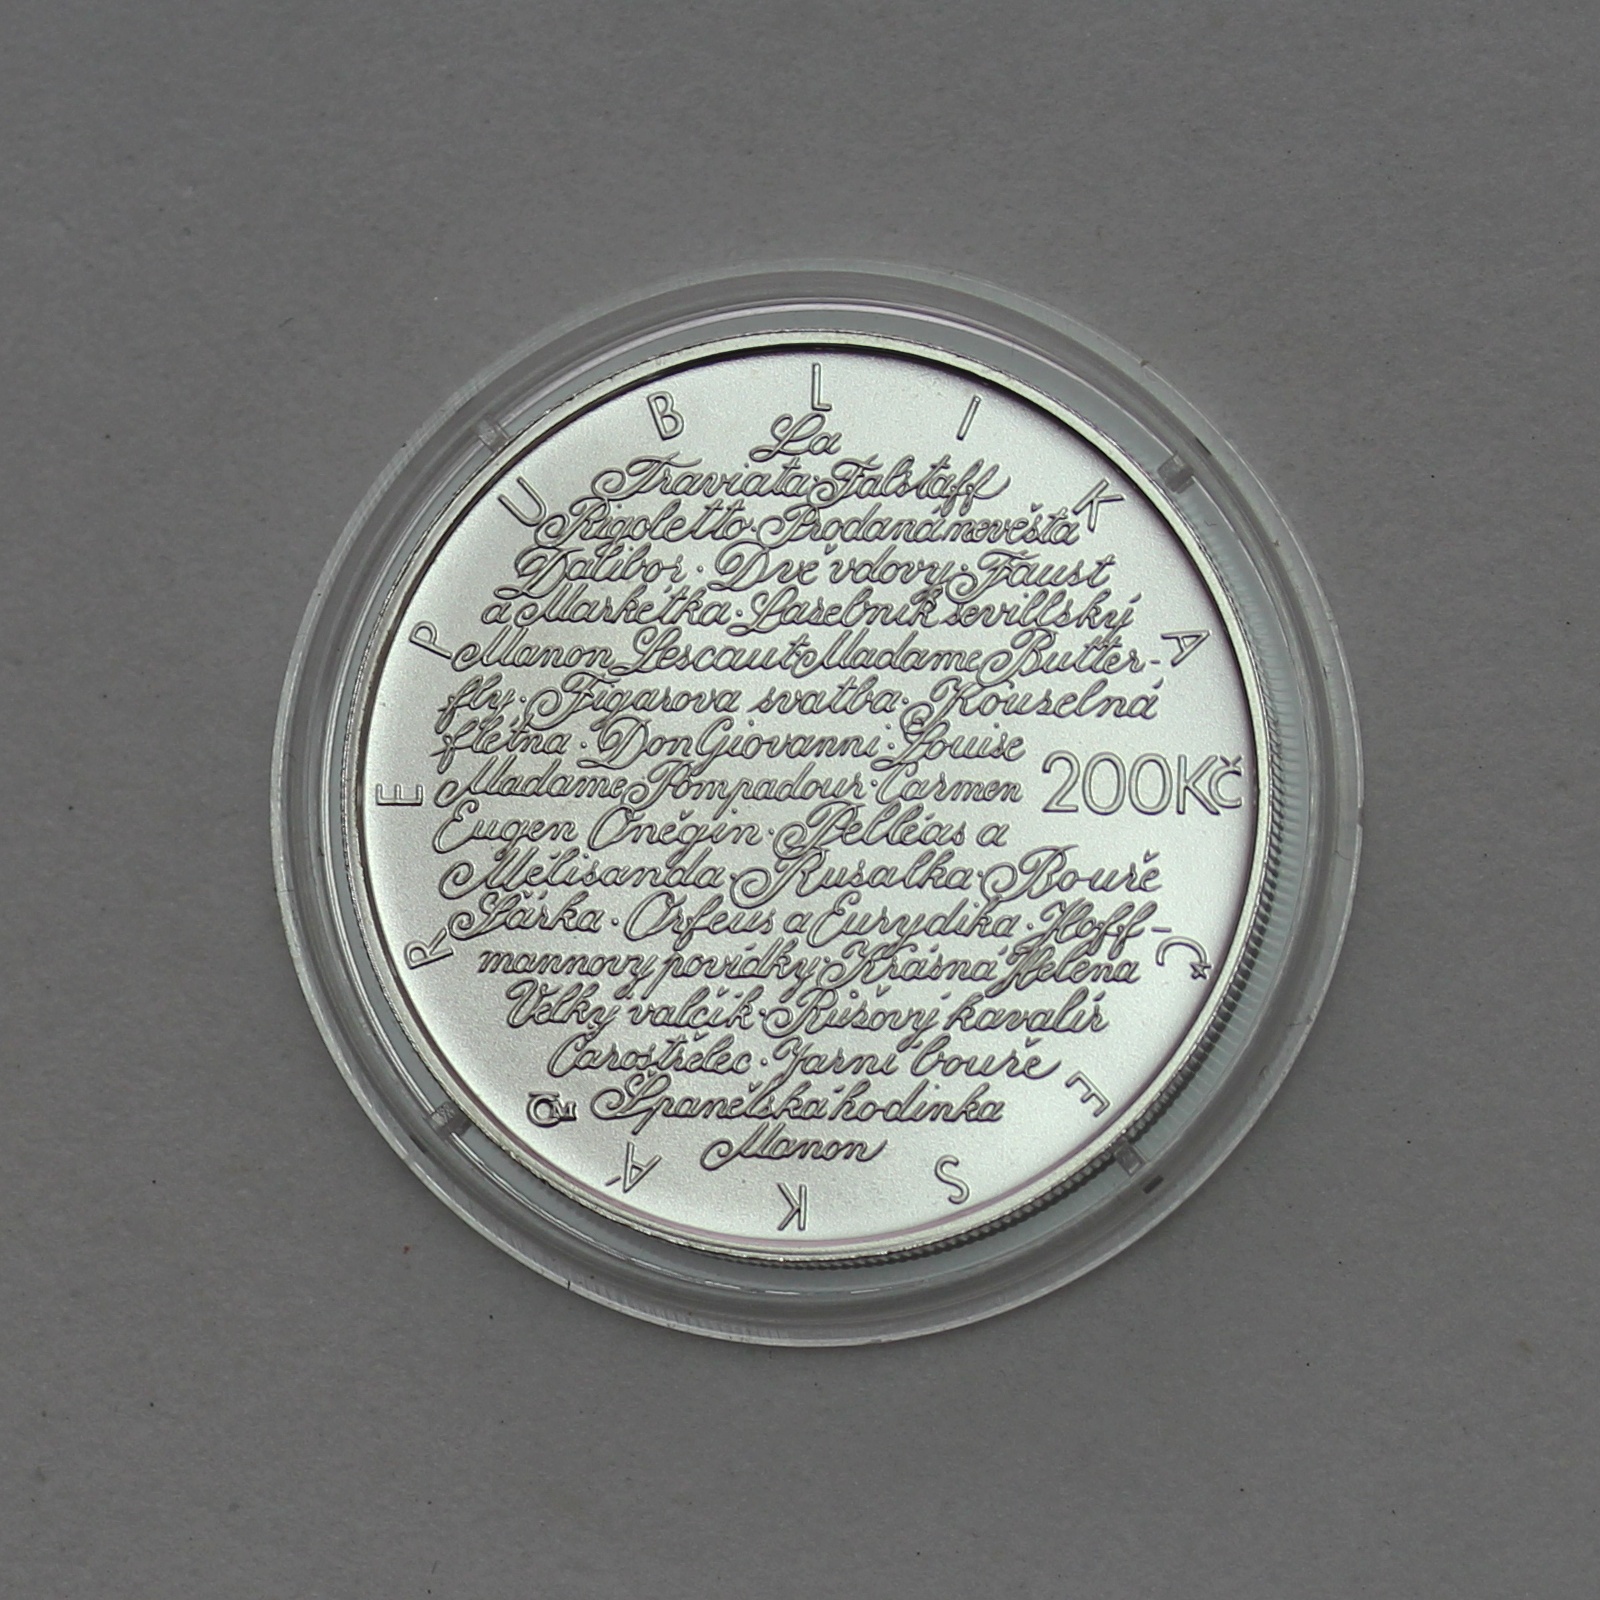 REPUBLIKA ČESKÁ
La
Traviata · Falstaff
Rigoletto · Prodaná nevěsta
Dalibor · Dvě vdovy · Faust
a Markétka · Lazebník sevillský
Manon Lescaut · Madame Butter-
fly · Figarova svatba · Kouzelná
flétna · Don Giovanni · Louise
Madame Pompadour · Carmen
200Kč
Eugen Oněgin · Pelléas a
Mélisanda · Rusalka · Bouře
Šárka · Orfeus a Eurydika · Hoff-
mannovy povídky · Krásná Helena
Velký valčík · Růžový kavalír
Čarostřelec · Jarní bouře
Španělská hodinka
Manon
ČM